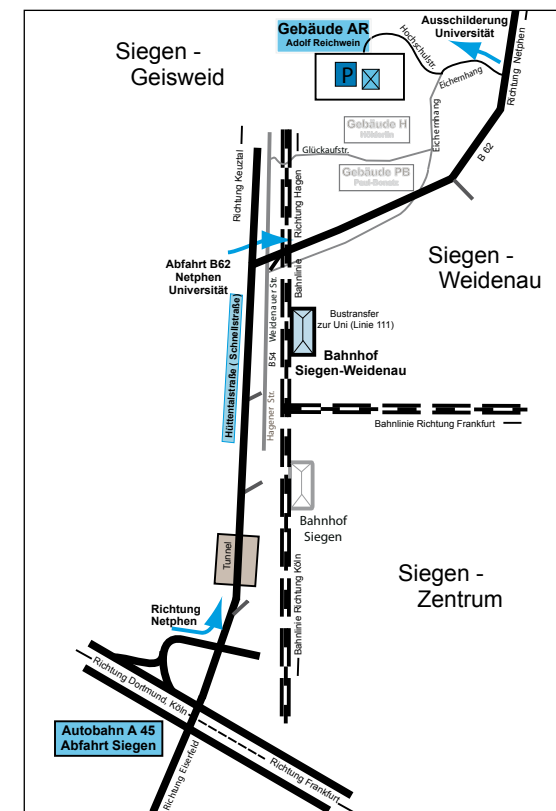 Siegen -
Geisweid
Gebäude AR
Adolf Reichwein
P
Ausschilderung
Universität
Hochschulstr.
Eichernhang
Richtung Netphen
Gebäude H
Hölderlin
Glückaufstr.
Eichernhang
Gebäude PB
Paul-Bonatz
B 62
Richtung Keuztal
Richtung Hagen
Bahnlinie
Abfahrt B62
Netphen
Universität
Siegen -
Weidenau
Weidenauer Str.
B54
Hagener Str.
Hüttentalstraße ( Schnellstraße)
Bustransfer
zur Uni (Linie 111)
Bahnhof
Siegen-Weidenau
Bahnlinie Richtung Frankfurt
Bahnhof
Siegen
Tunnel
Bahnlinie Richtung Köln
Siegen -
Zentrum
Richtung
Netphen
Richtung Dortmund, Köln
Richtung Frankfurt
Autobahn A 45
Abfahrt Siegen
Richtung Eiserfeld